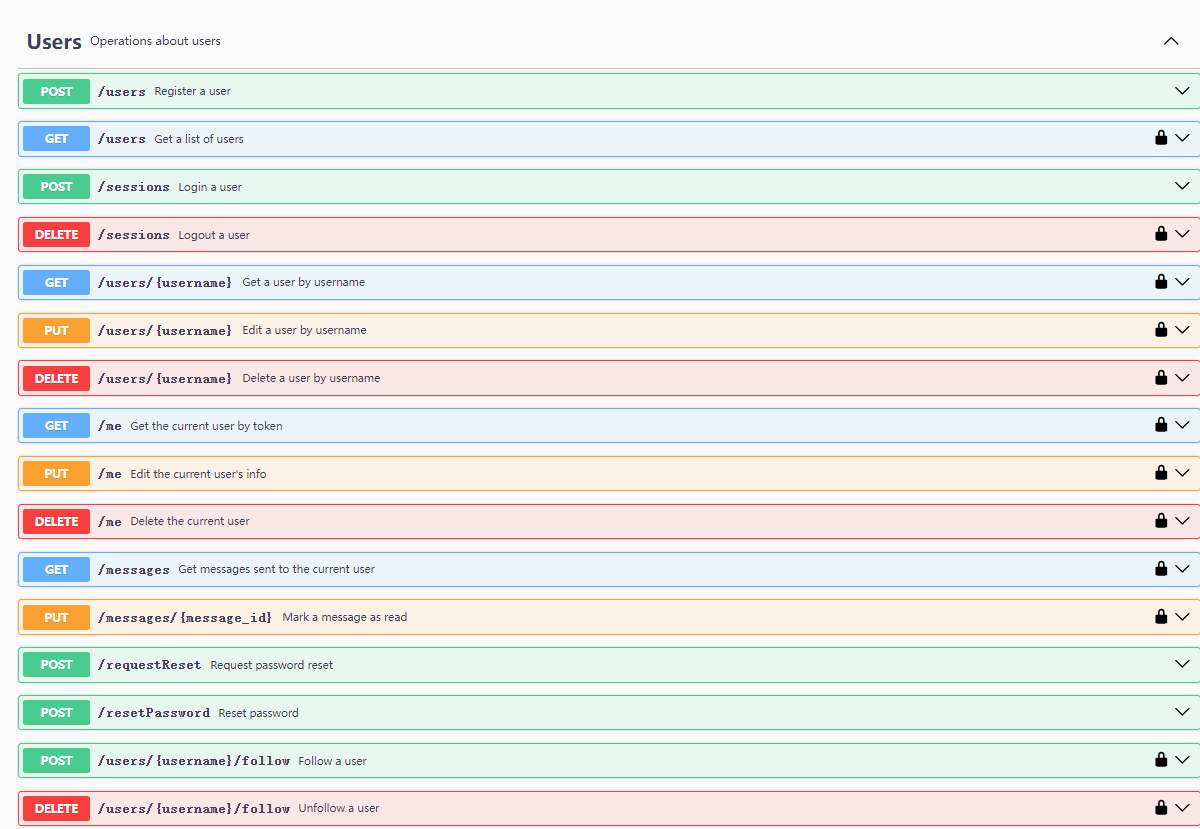 Users Operations about users
POST /users Register a user
GET /users Get a list of users
POST /sessions Login a user
DELETE /sessions Logout a user
GET /users/{username} Get a user by username
PUT /users/{username} Edit a user by username
DELETE /users/{username} Delete a user by username
GET /me Get the current user by token
PUT /me Edit the current user's info
DELETE /me Delete the current user
GET /messages Get messages sent to the current user
PUT /messages/{message_id} Mark a message as read
POST /requestReset Request password reset
POST /resetPassword Reset password
POST /users/{username}/follow Follow a user
DELETE /users/{username}/follow Unfollow a user